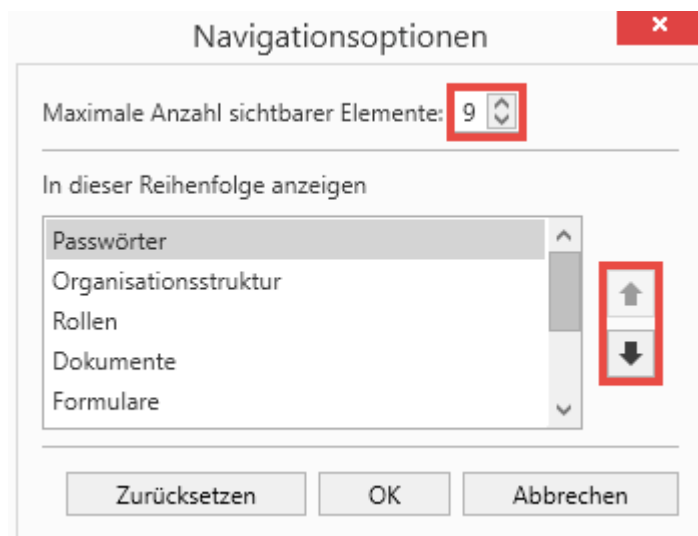 Navigationsoptionen
Maximale Anzahl sichtbarer Elemente: 9
In dieser Reihenfolge anzeigen
Passwörter
Organisationsstruktur
Rollen
Dokumente
Formulare
Zurücksetzen OK Abbrechen